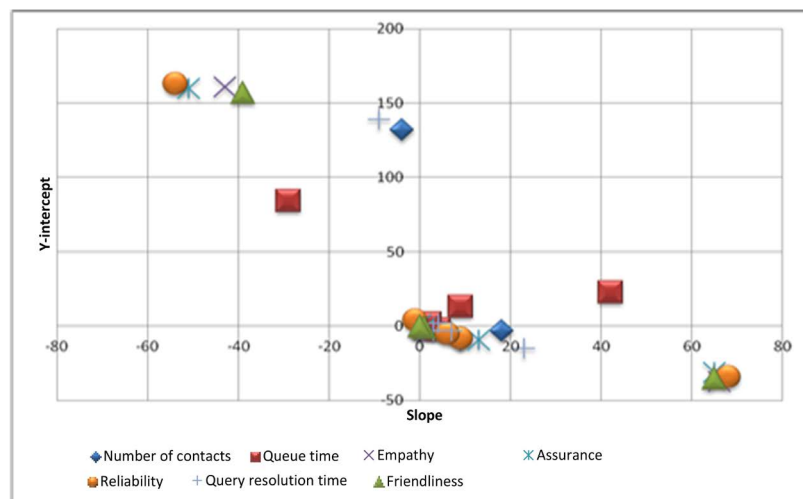 200
150
100
50
0
-50
-80 -60 -40 -20 0 20 40 60 80
Y-intercept
Slope
Number of contacts Queue time Empathy Assurance
Reliability Query resolution time Friendliness